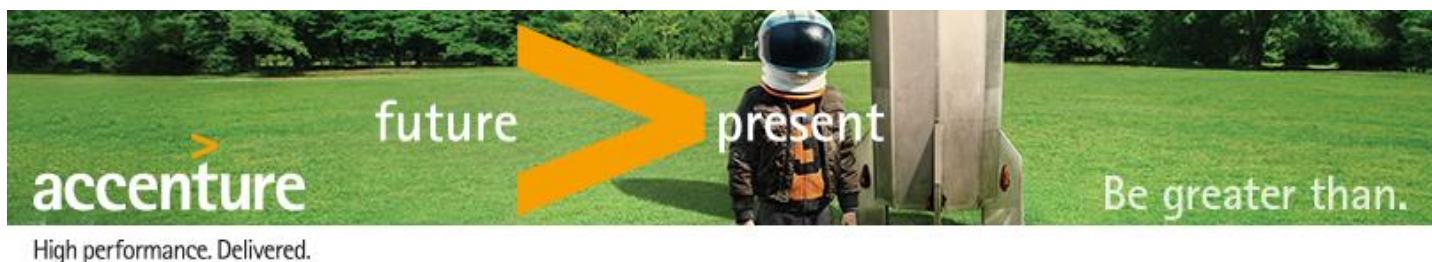 future > present
accenture
Be greater than.
High performance. Delivered.